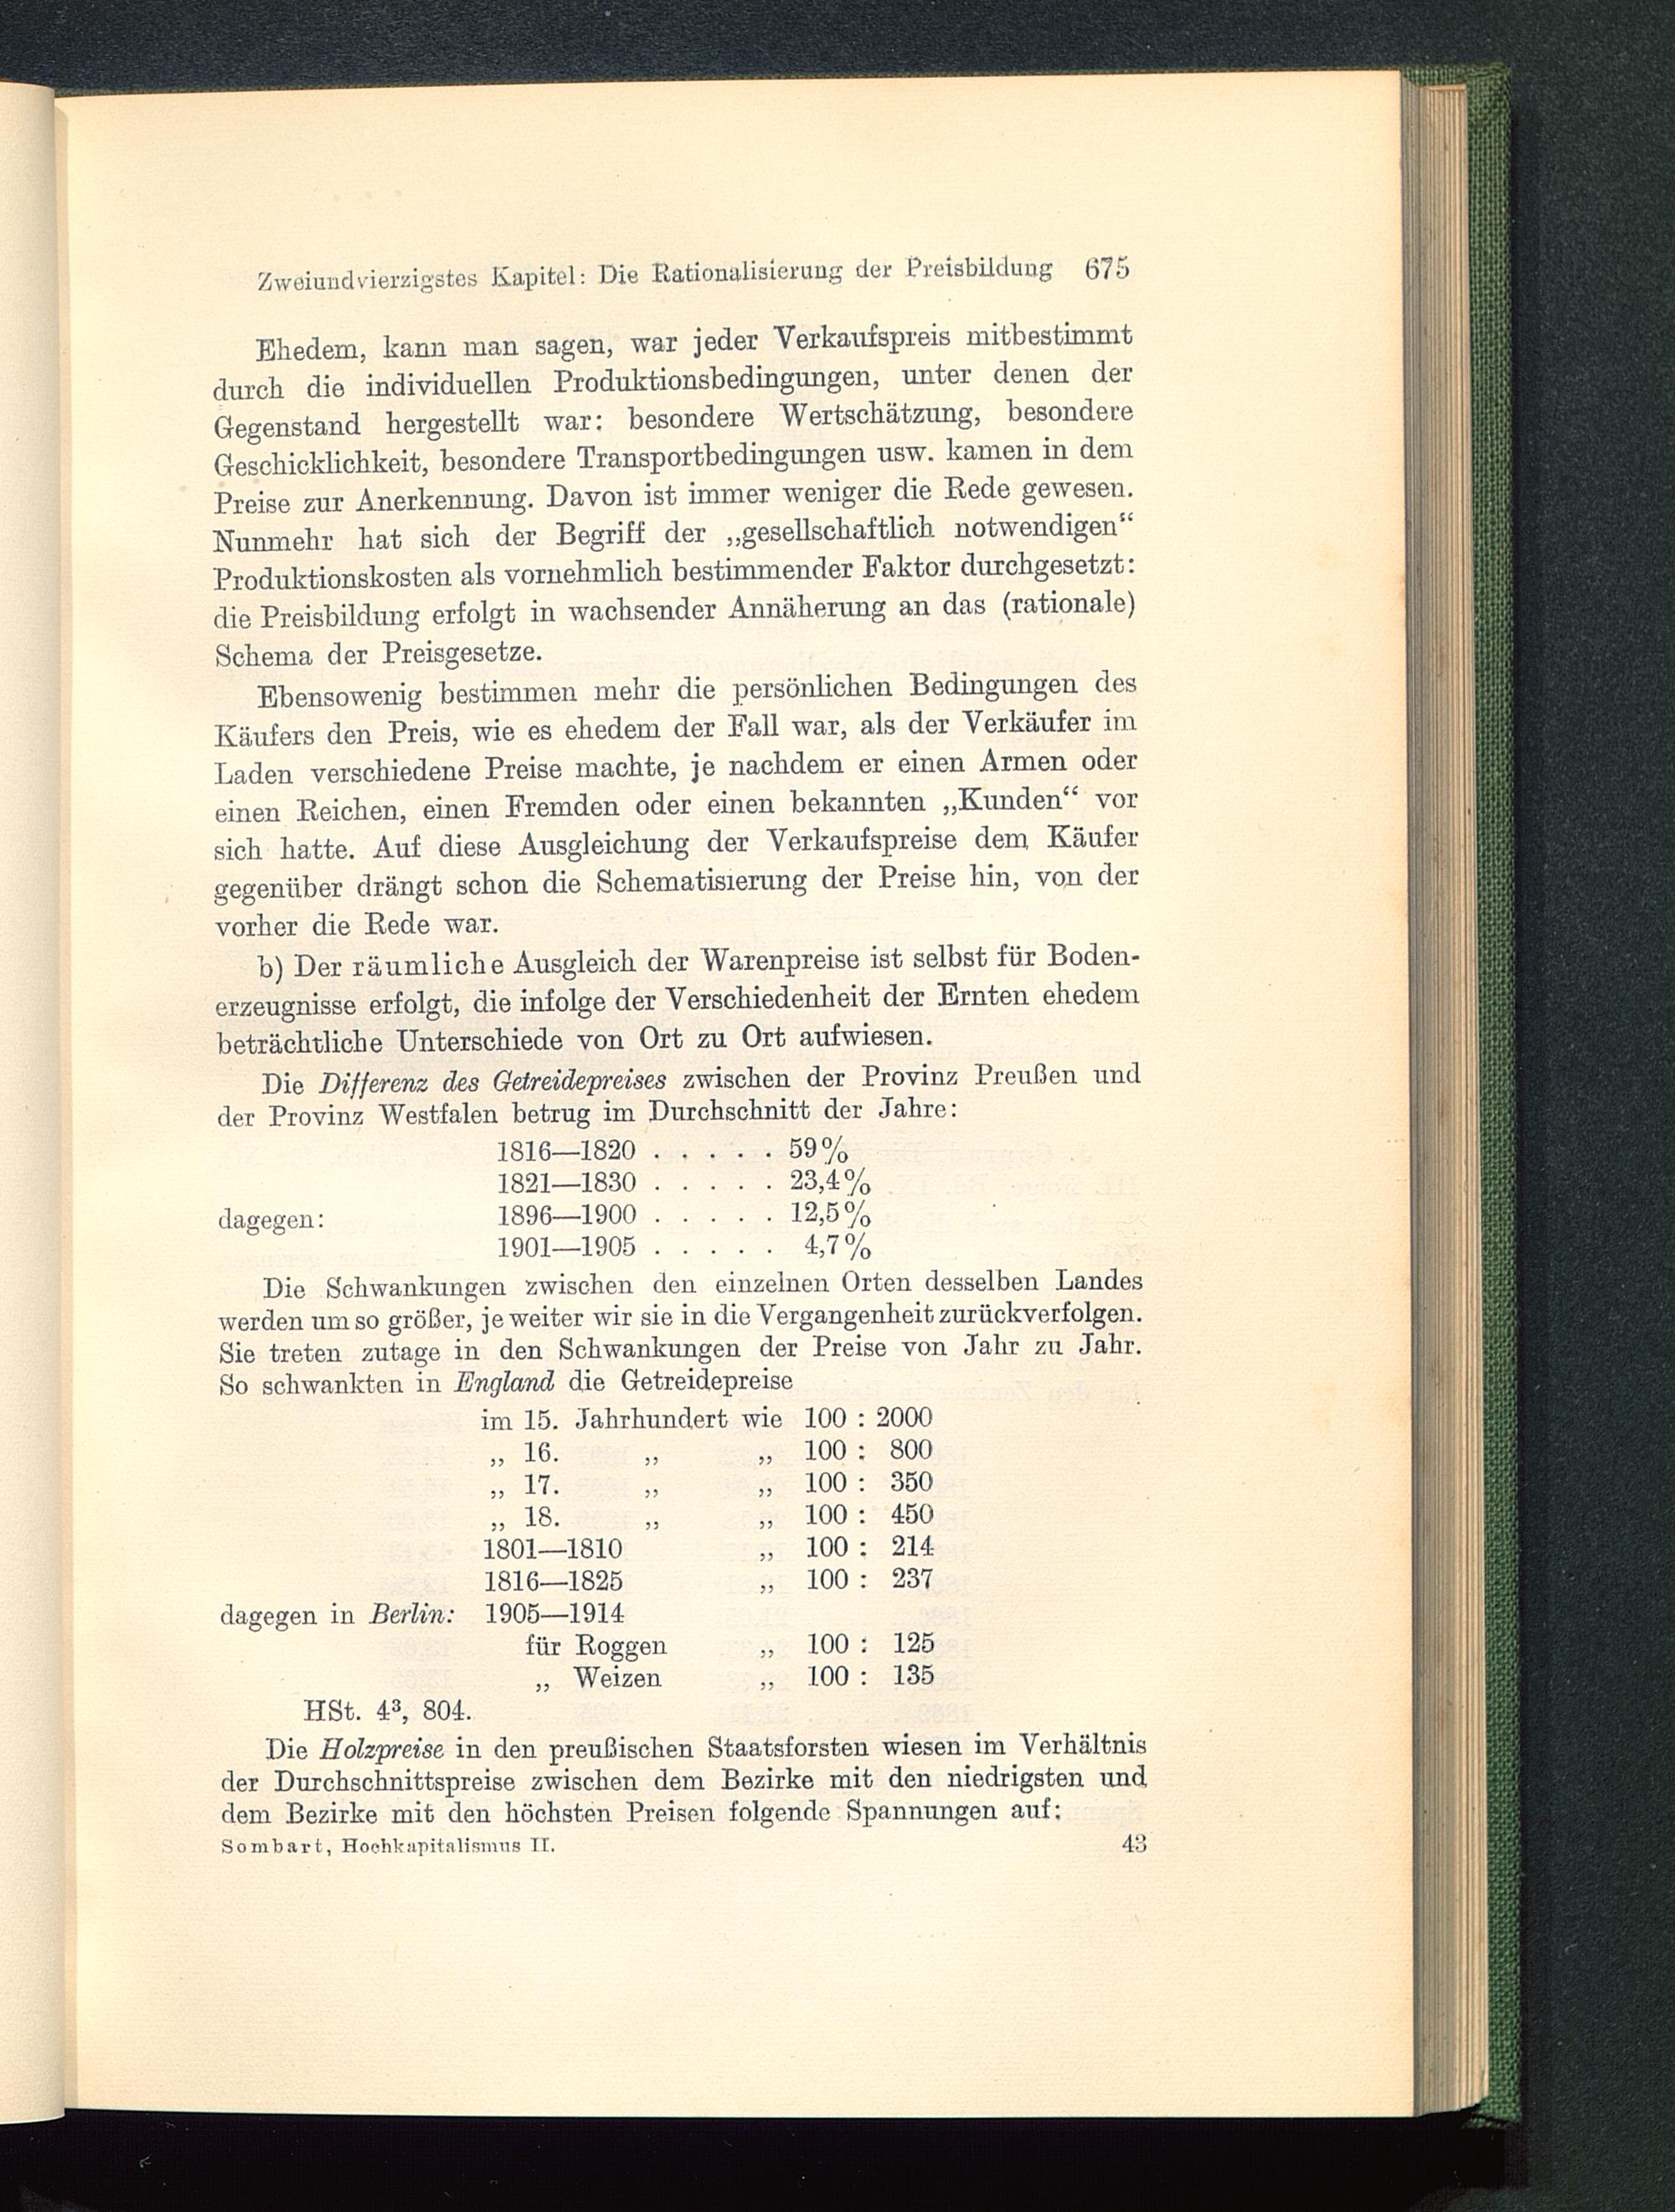 Zweiundvierzigstes Kapitel: Die Rationalisierung der Preisbildung 675
Ehedem, kann man sagen, war jeder Verkaufspreis mitbestimmt
durch die individuellen Produktionsbedingungen, unter denen der
Gegenstand hergestellt war: besondere Wertschätzung, besondere
Geschicklichkeit, besondere Transportbedingungen usw. kamen in dem
Preise zur Anerkennung. Davon ist immer weniger die Rede gewesen.
Nunmehr hat sich der Begriff der „gesellschaftlich notwendigen“
Produktionskosten als vornehmlich bestimmender Faktor durchgesetzt:
die Preisbildung erfolgt in wachsender Annäherung an das (rationale)
Schema der Preisgesetze.
Ebensowenig bestimmen mehr die persönlichen Bedingungen des
Käufers den Preis, wie es ehedem der Fall war, als der Verkäufer im
Laden verschiedene Preise machte, je nachdem er einen Armen oder
einen Reichen, einen Fremden oder einen bekannten „Kunden“ vor
sich hatte. Auf diese Ausgleichung der Verkaufspreise dem Käufer
gegenüber drängt schon die Schematisierung der Preise hin, von der
vorher die Rede war.
b) Der räumliche Ausgleich der Warenpreise ist selbst für Boden-
erzeugnisse erfolgt, die infolge der Verschiedenheit der Ernten ehedem
beträchtliche Unterschiede von Ort zu Ort aufwiesen.
Die Differenz des Getreidepreises zwischen der Provinz Preußen und
der Provinz Westfalen betrug im Durchschnitt der Jahre:
1816—1820 . . . . . 59%
1821—1830 . . . . . 23,4%
dagegen: 1896—1900 . . . . . 12,5%
1901—1905 . . . . . 4,7%
Die Schwankungen zwischen den einzelnen Orten desselben Landes
werden um so größer, je weiter wir sie in die Vergangenheit zurückverfolgen.
Sie treten zutage in den Schwankungen der Preise von Jahr zu Jahr.
So schwankten in England die Getreidepreise
im 15. Jahrhundert wie 100 : 2000
„ 16. „ „ 100 : 800
„ 17. „ „ 100 : 350
„ 18. „ „ 100 : 450
1801—1810 „ 100 : 214
1816—1825 „ 100 : 237
dagegen in Berlin: 1905—1914
für Roggen „ 100 : 125
„ Weizen „ 100 : 135
HSt. 4³, 804.
Die Holzpreise in den preußischen Staatsforsten wiesen im Verhältnis
der Durchschnittspreise zwischen dem Bezirke mit den niedrigsten und
dem Bezirke mit den höchsten Preisen folgende Spannungen auf:
Sombart, Hochkapitalismus II. 43